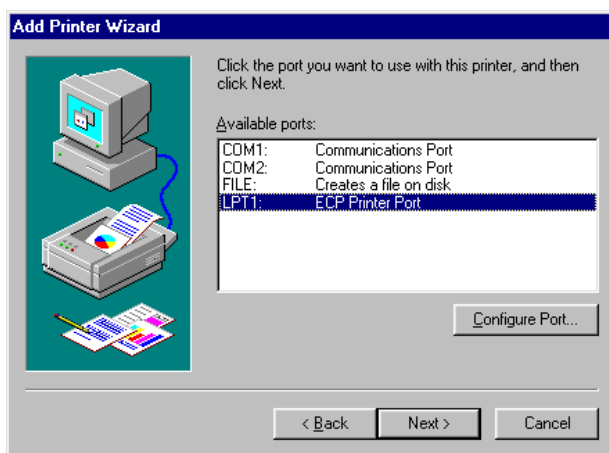 Add Printer Wizard
Click the port you want to use with this printer, and then
click Next.
Available ports:
COM1: Communications Port
COM2: Communications Port
FILE: Creates a file on disk
LPT1: ECP Printer Port
Configure Port...
< Back Next > Cancel